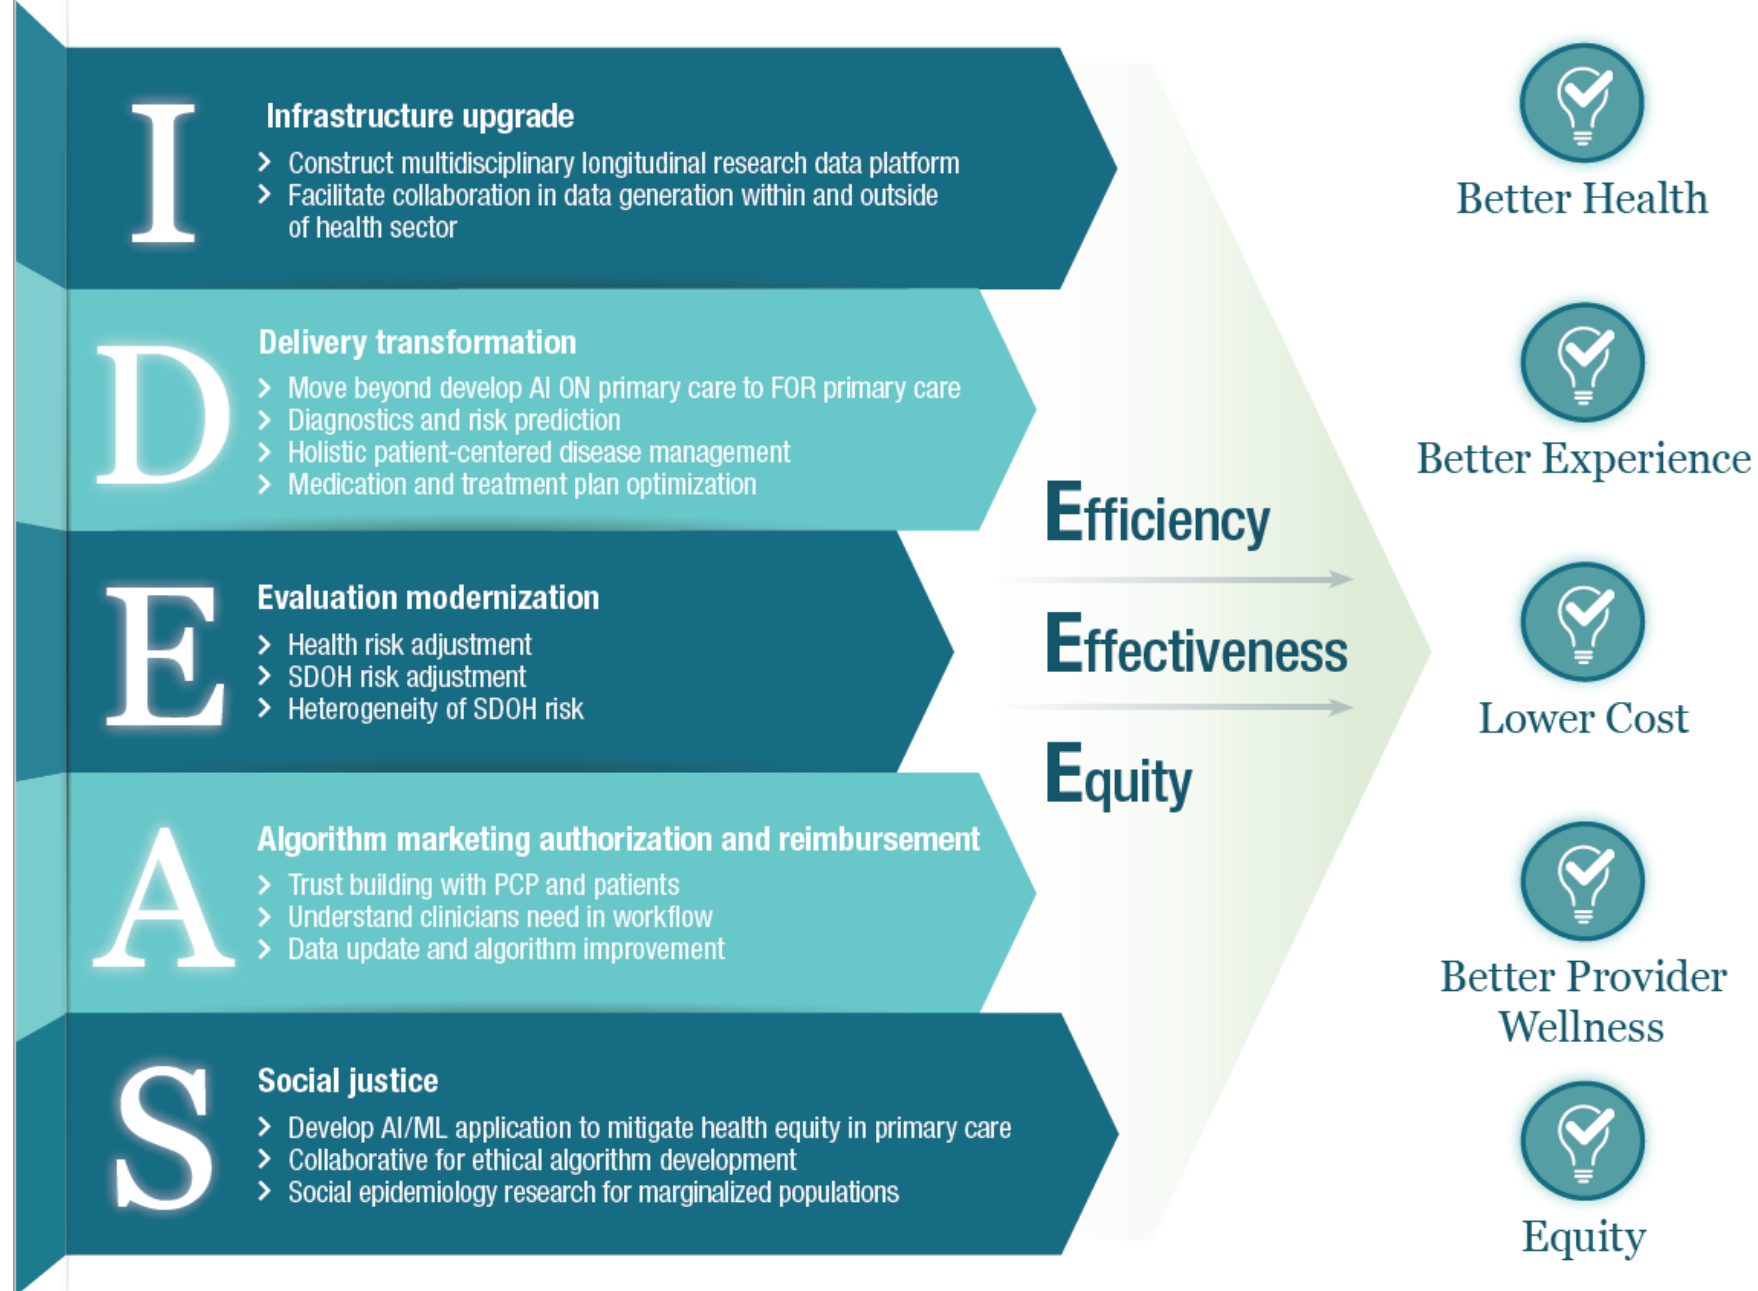 I
Infrastructure upgrade
Construct multidisciplinary longitudinal research data platform
Facilitate collaboration in data generation within and outside
of health sector
D
Delivery transformation
Move beyond develop AI ON primary care to FOR primary care
Diagnostics and risk prediction
Holistic patient-centered disease management
Medication and treatment plan optimization
E
Evaluation modernization
Health risk adjustment
SDOH risk adjustment
Heterogeneity of SDOH risk
A
Algorithm marketing authorization and reimbursement
Trust building with PCP and patients
Understand clinicians need in workflow
Data update and algorithm improvement
S
Social justice
Develop AI/ML application to mitigate health equity in primary care
Collaborative for ethical algorithm development
Social epidemiology research for marginalized populations
Efficiency
Effectiveness
Equity
Better Health
Better Experience
Lower Cost
Better Provider
Wellness
Equity